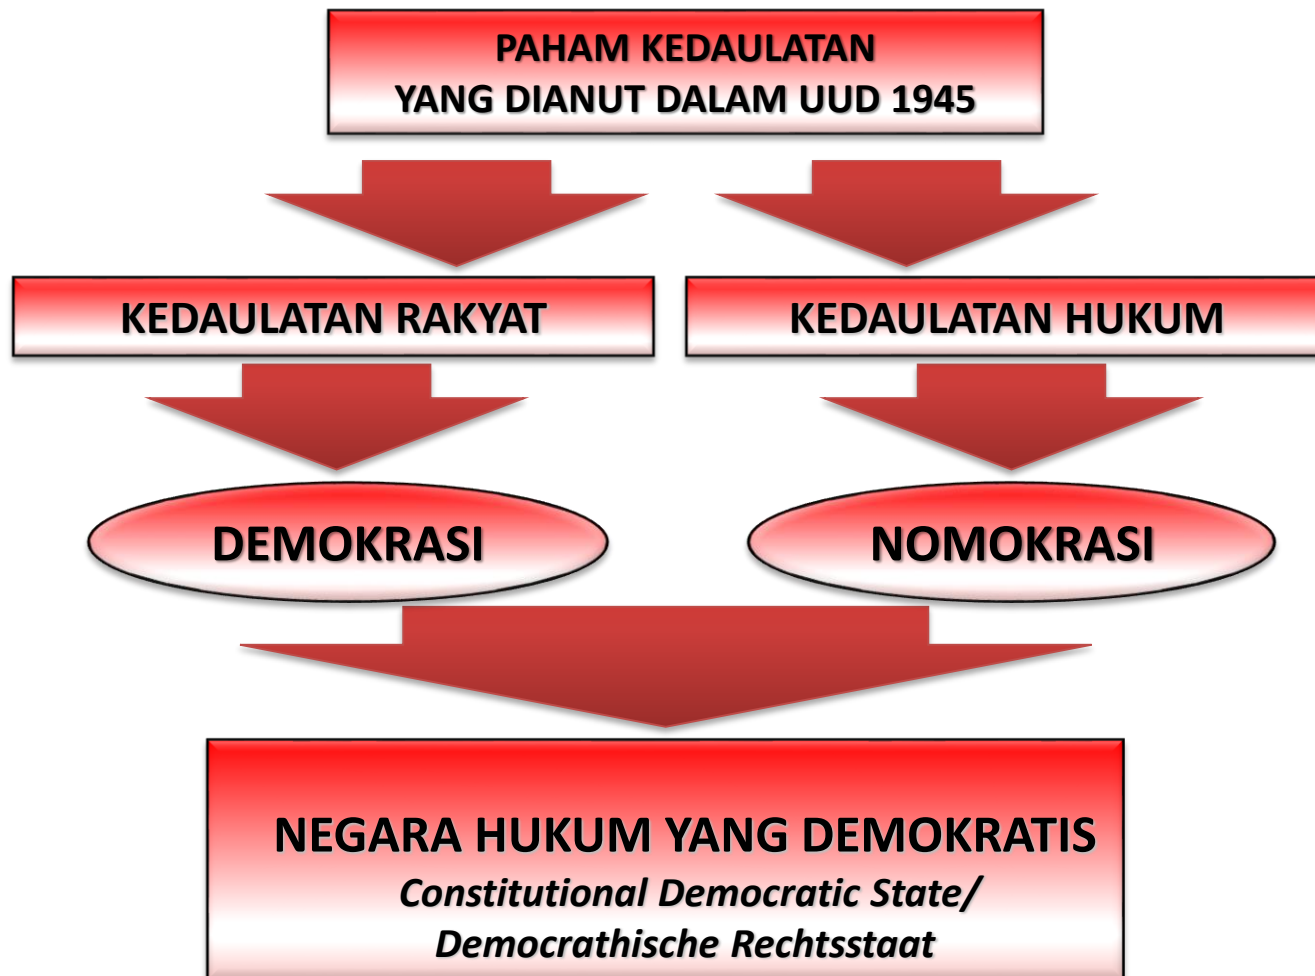 PAHAM KEDAULATAN
YANG DIANUT DALAM UUD 1945
KEDAULATAN RAKYAT
KEDAULATAN HUKUM
DEMOKRASI
NOMOKRASI
NEGARA HUKUM YANG DEMOKRATIS
Constitutional Democratic State/
Democrathische Rechtsstaat